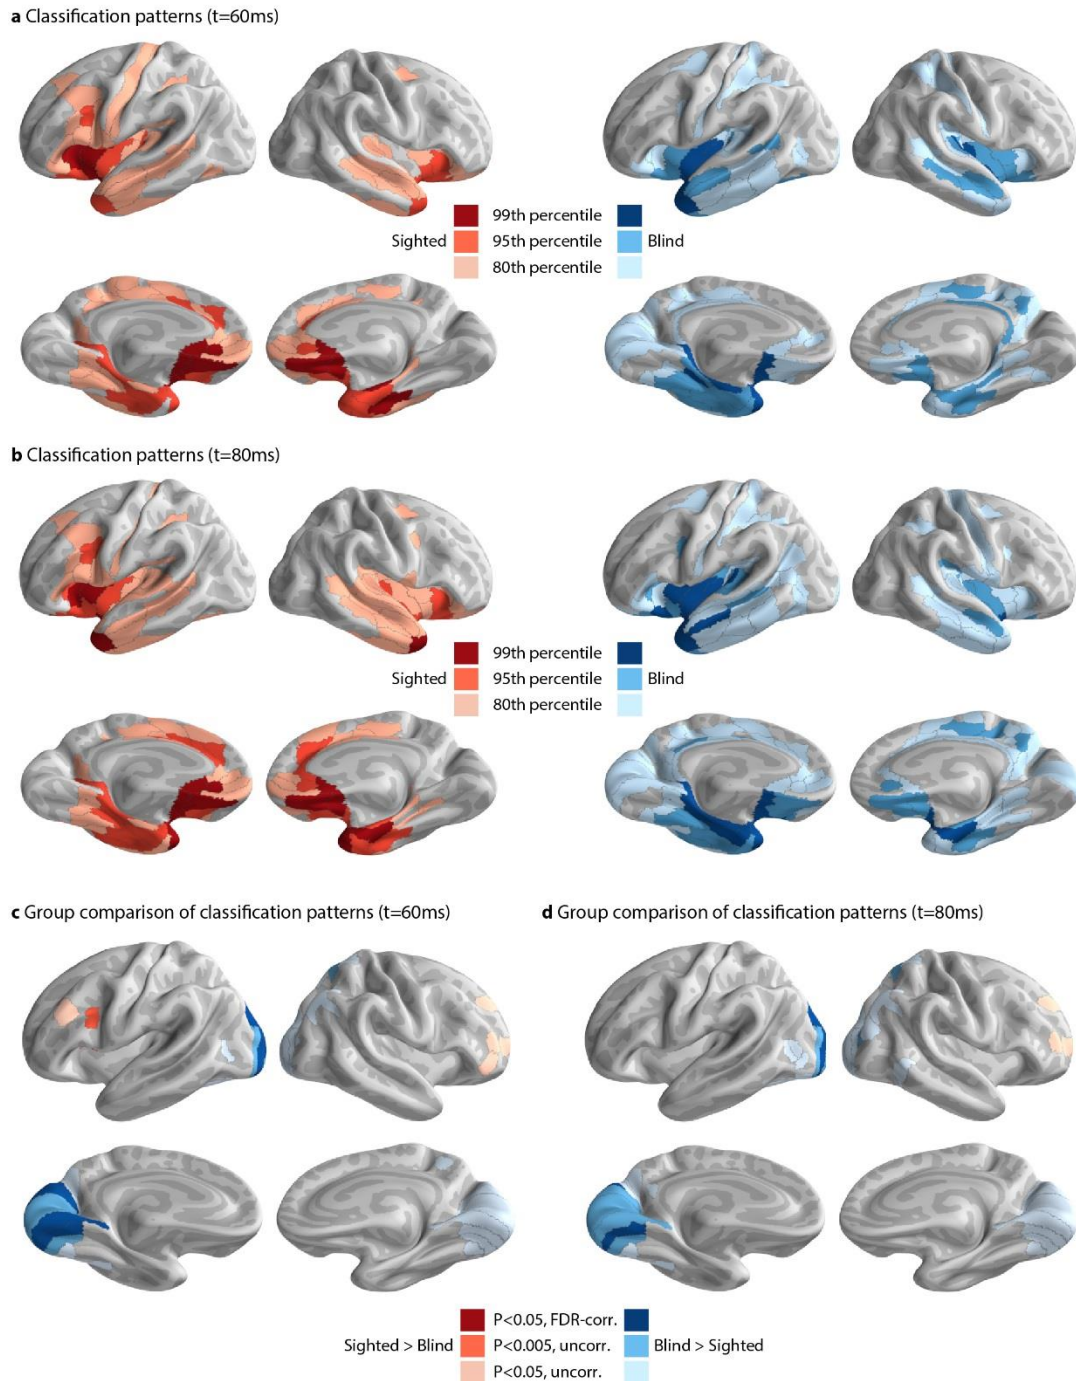 a Classification patterns (t=60ms)
99th percentile
Sighted 95th percentile Blind
80th percentile
b Classification patterns (t=80ms)
99th percentile
Sighted 95th percentile Blind
80th percentile
c Group comparison of classification patterns (t=60ms)
d Group comparison of classification patterns (t=80ms)
P<0.05, FDR-corr.
Sighted > Blind P<0.005, uncorr. Blind > Sighted
P<0.05, uncorr.